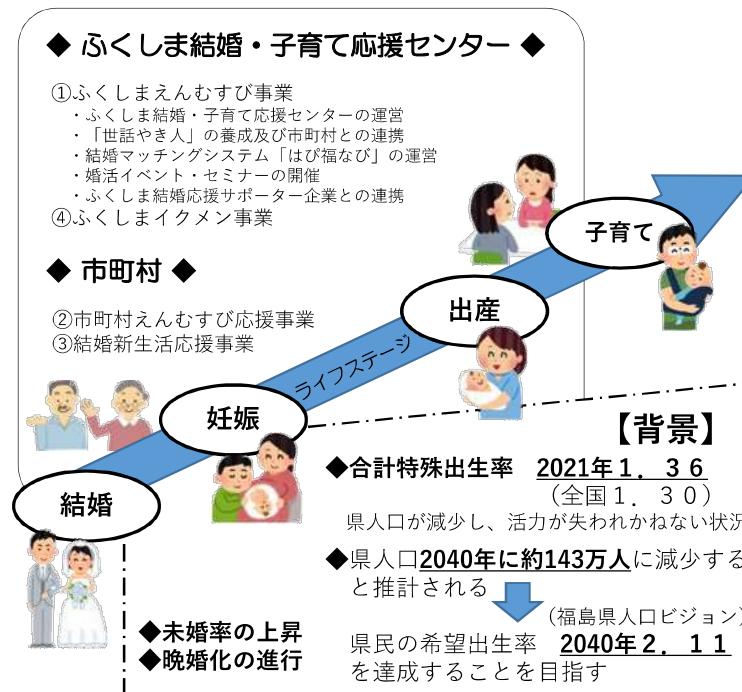 ◆ ふくしま結婚・子育て応援センター ◆
①ふくしまえんむすび事業
・ふくしま結婚・子育て応援センターの運営
・「世話やき人」の養成及び市町村との連携
・結婚マッチングシステム「はぴ福なび」の運営
・婚活イベント・セミナーの開催
・ふくしま結婚応援サポーター企業との連携
④ふくしまイクメン事業
◆ 市町村 ◆
②市町村えんむすび応援事業
③結婚新生活応援事業
子育て
出産
ライフステージ
妊娠
結婚
◆未婚率の上昇
◆晩婚化の進行
【背景】
◆合計特殊出生率 2021年1．36
（全国1．30）
県人口が減少し、活力が失われかねない状況
◆県人口2040年に約143万人に減少する
と推計される
（福島県人口ビジョン）
県民の希望出生率 2040年2．11
を達成することを目指す